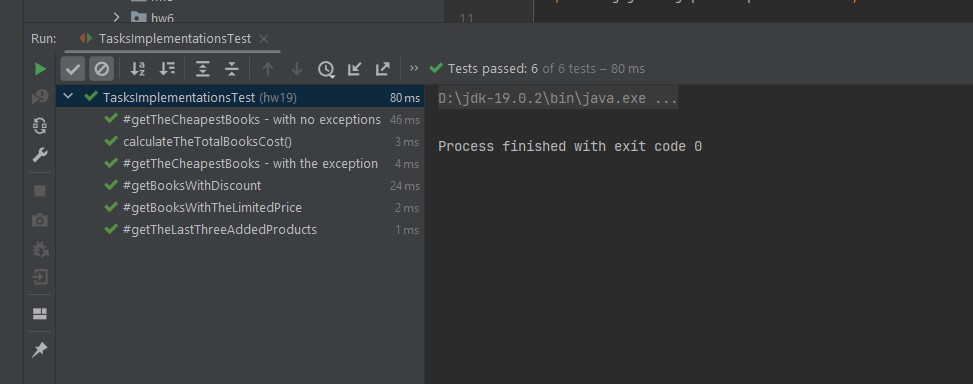 hw6
11
Run: TasksImplementationsTest
Tests passed: 6 of 6 tests – 80 ms
TasksImplementationsTest (hw19) 80 ms
#getTheCheapestBooks - with no exceptions 46 ms
calculateTheTotalBooksCost() 3 ms
#getTheCheapestBooks - with the exception 4 ms
#getBooksWithDiscount 24 ms
#getBooksWithTheLimitedPrice 2 ms
#getTheLastThreeAddedProducts 1 ms
D:\jdk-19.0.2\bin\java.exe ...
Process finished with exit code 0